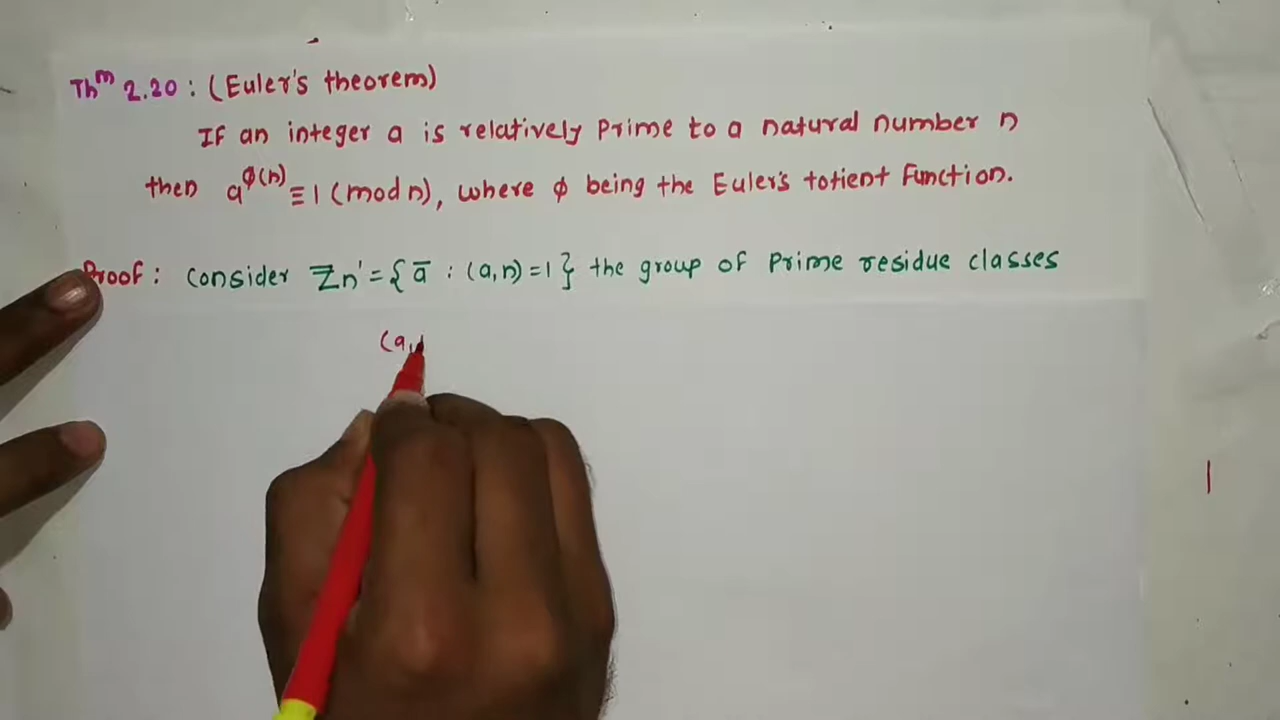 Thᵐ 2.20 : (Euler's theorem)
If an integer a is relatively prime to a natural number n
then a^ϕ(n) ≡ 1 (mod n), where ϕ being the Euler's totient function.
Proof : consider Zn' = { ā : (a,n) = 1 } the group of prime residue classes
(a,